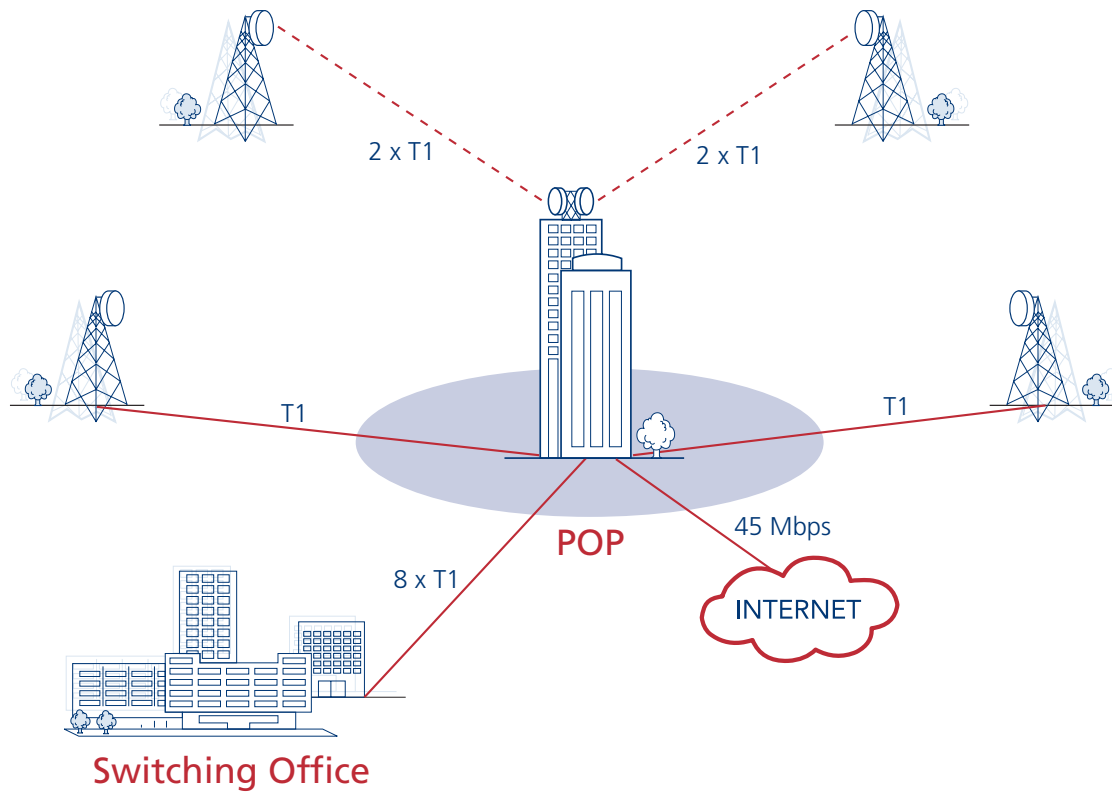 2 x T1
2 x T1
T1
T1
POP
45 Mbps
8 x T1
INTERNET
Switching Office